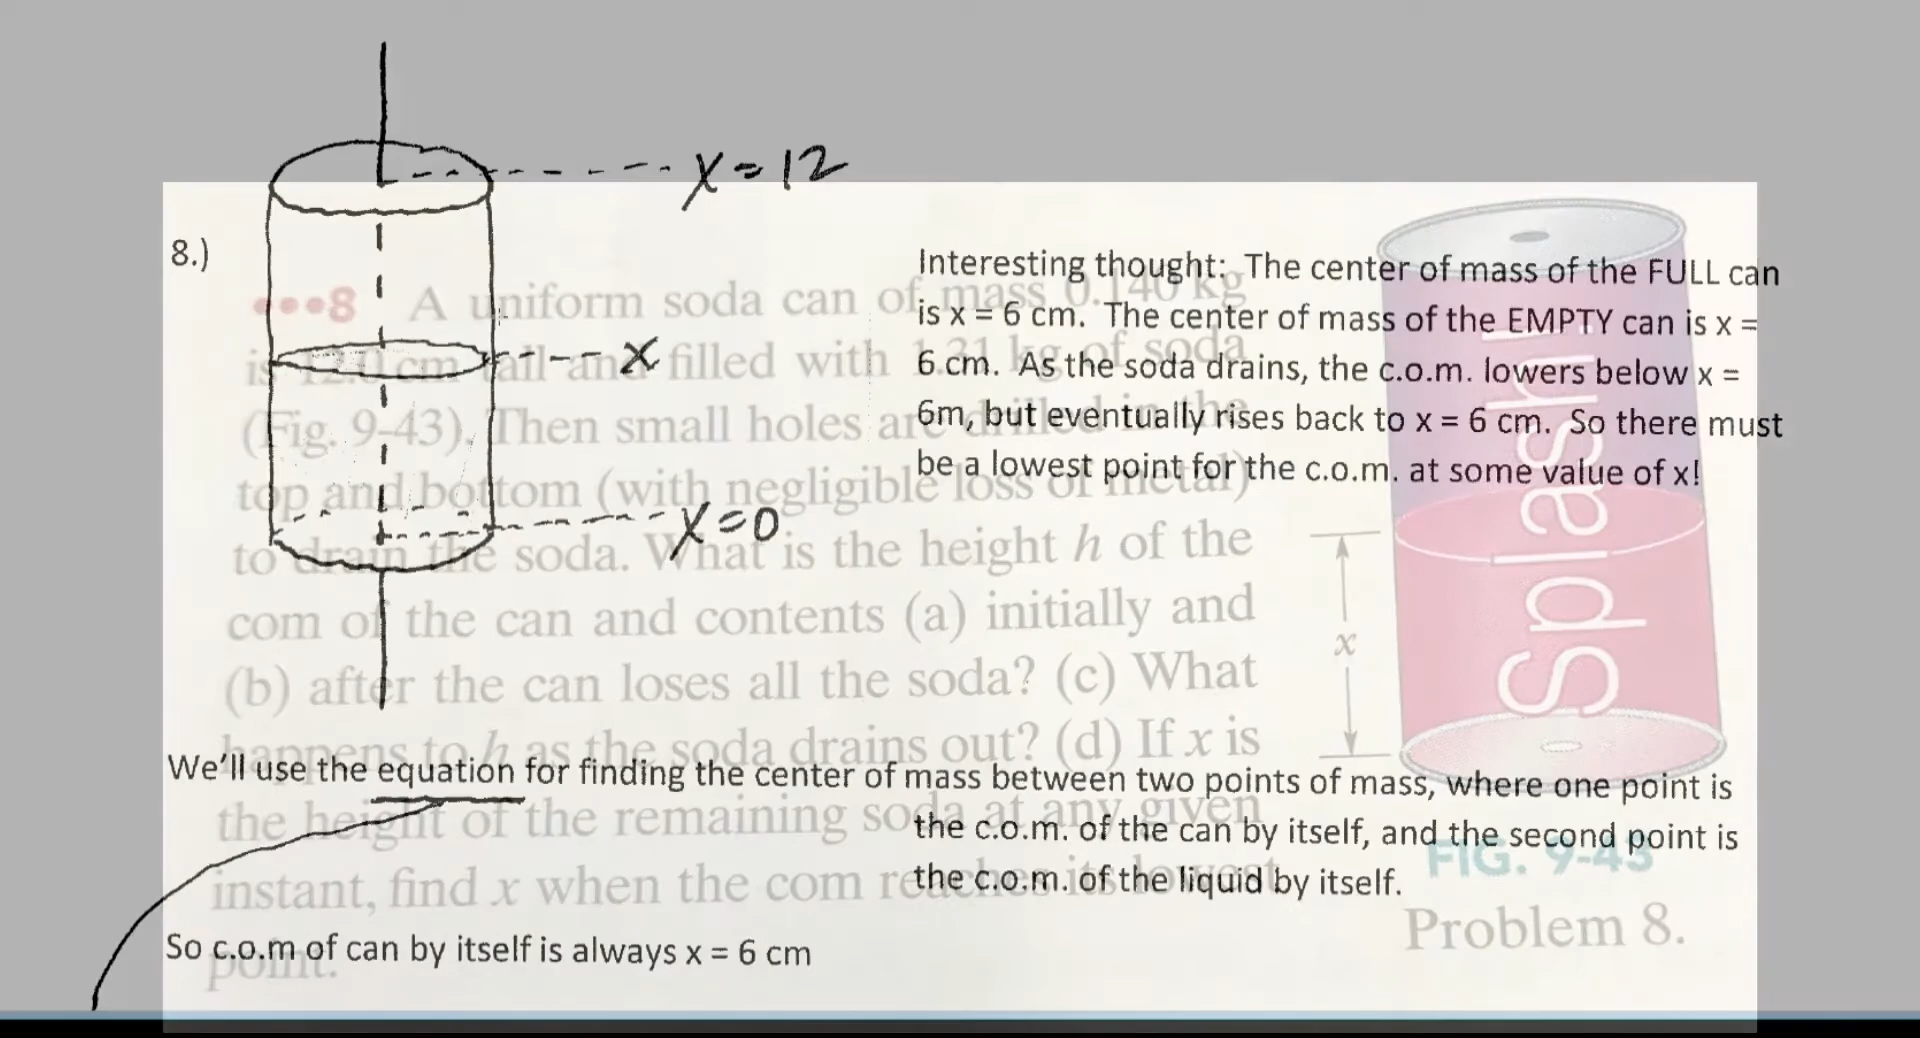 x = 12
8.)
Interesting thought: The center of mass of the FULL can
is x = 6 cm. The center of mass of the EMPTY can is x =
6 cm. As the soda drains, the c.o.m. lowers below x =
6m, but eventually rises back to x = 6 cm. So there must
be a lowest point for the c.o.m. at some value of x!
•••8 A uniform soda can of mass 0.140 kg
is 12.0 cm tall and filled with 1.31 kg of soda
x
(Fig. 9-43). Then small holes are drilled in the
top and bottom (with negligible loss of metal)
x = 0
to drain the soda. What is the height h of the
com of the can and contents (a) initially and
(b) after the can loses all the soda? (c) What
happens to h as the soda drains out? (d) If x is
the height of the remaining soda at any given
instant, find x when the com reaches its lowest
point.
Splash!
x
FIG. 9-43
Problem 8.
We'll use the equation for finding the center of mass between two points of mass, where one point is
the c.o.m. of the can by itself, and the second point is
the c.o.m. of the liquid by itself.
So c.o.m of can by itself is always x = 6 cm